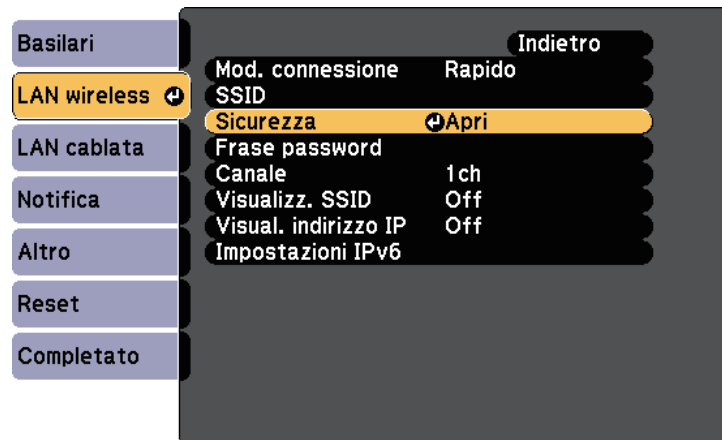 Basilari
LAN wireless
LAN cablata
Notifica
Altro
Reset
Completato
Indietro
Mod. connessione Rapido
SSID
Sicurezza Apri
Frase password
Canale 1ch
Visualizz. SSID Off
Visual. indirizzo IP Off
Impostazioni IPv6